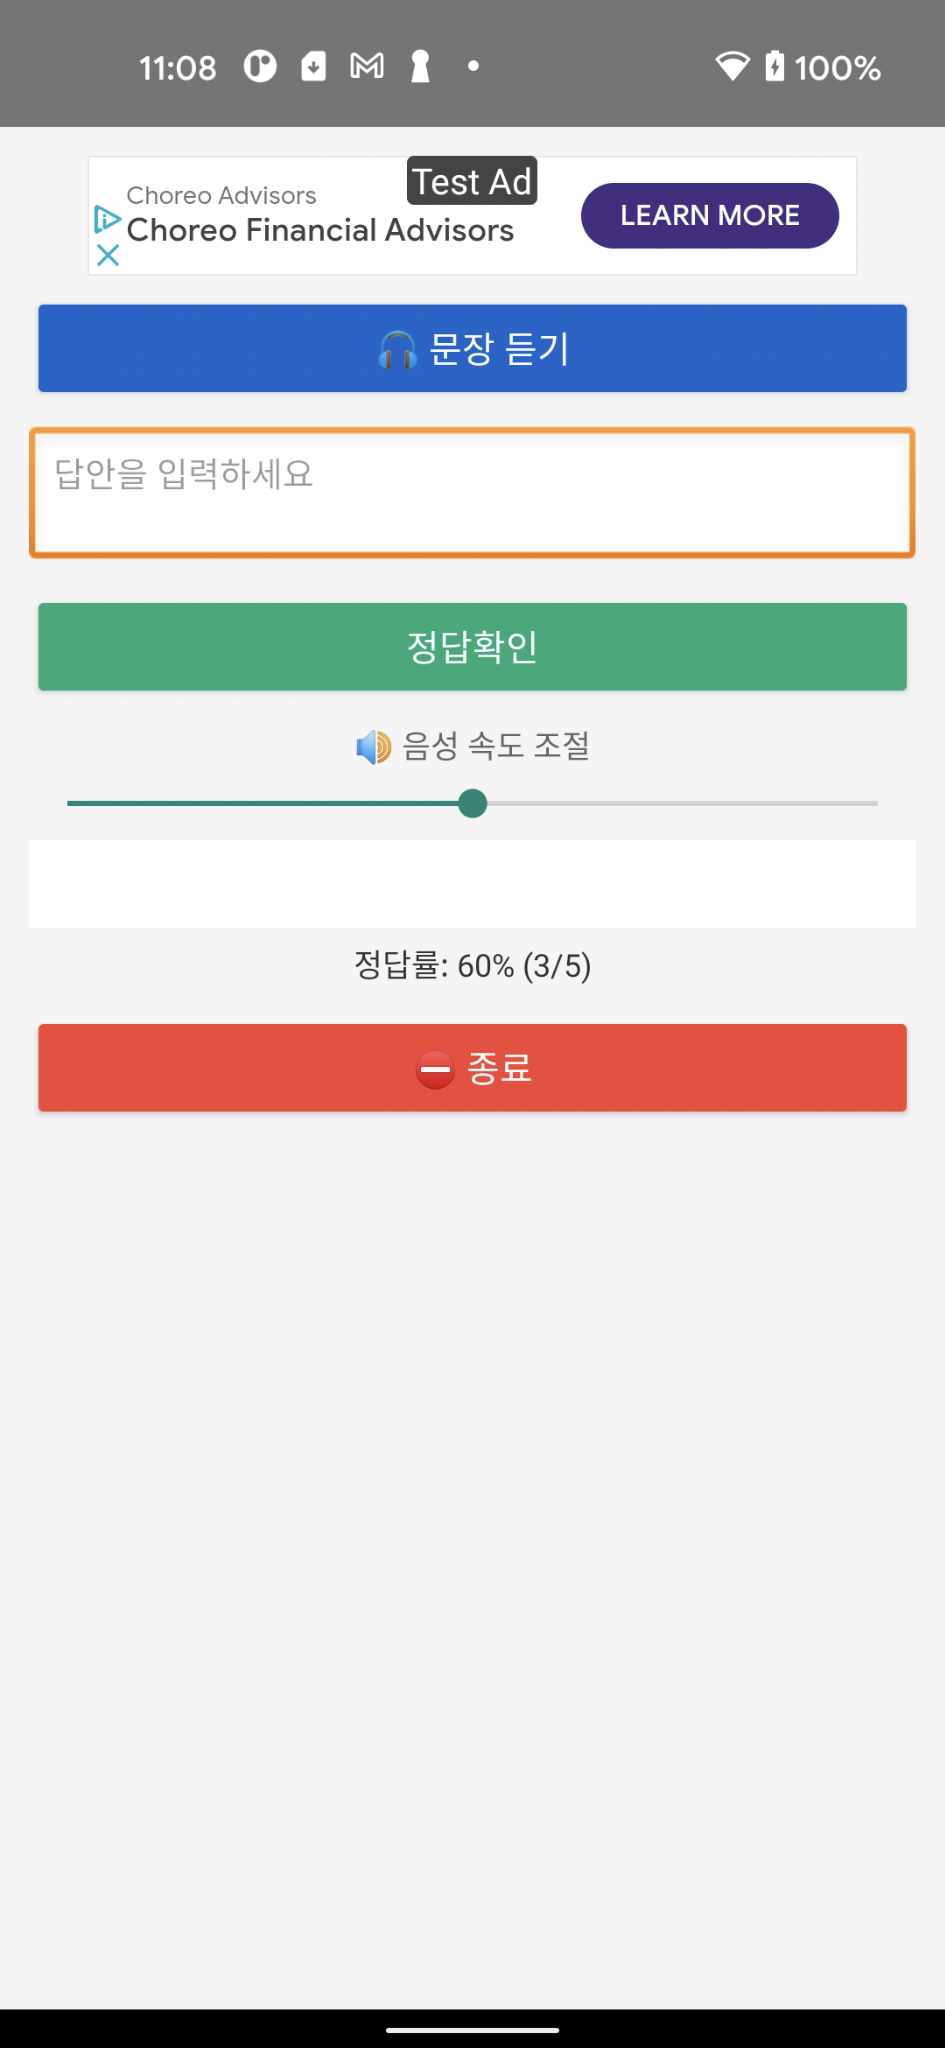 11:08
100%
Test Ad
Choreo Advisors
Choreo Financial Advisors
LEARN MORE
🎧 문장 듣기
답안을 입력하세요
정답확인
🔊 음성 속도 조절
정답률: 60% (3/5)
⛔ 종료